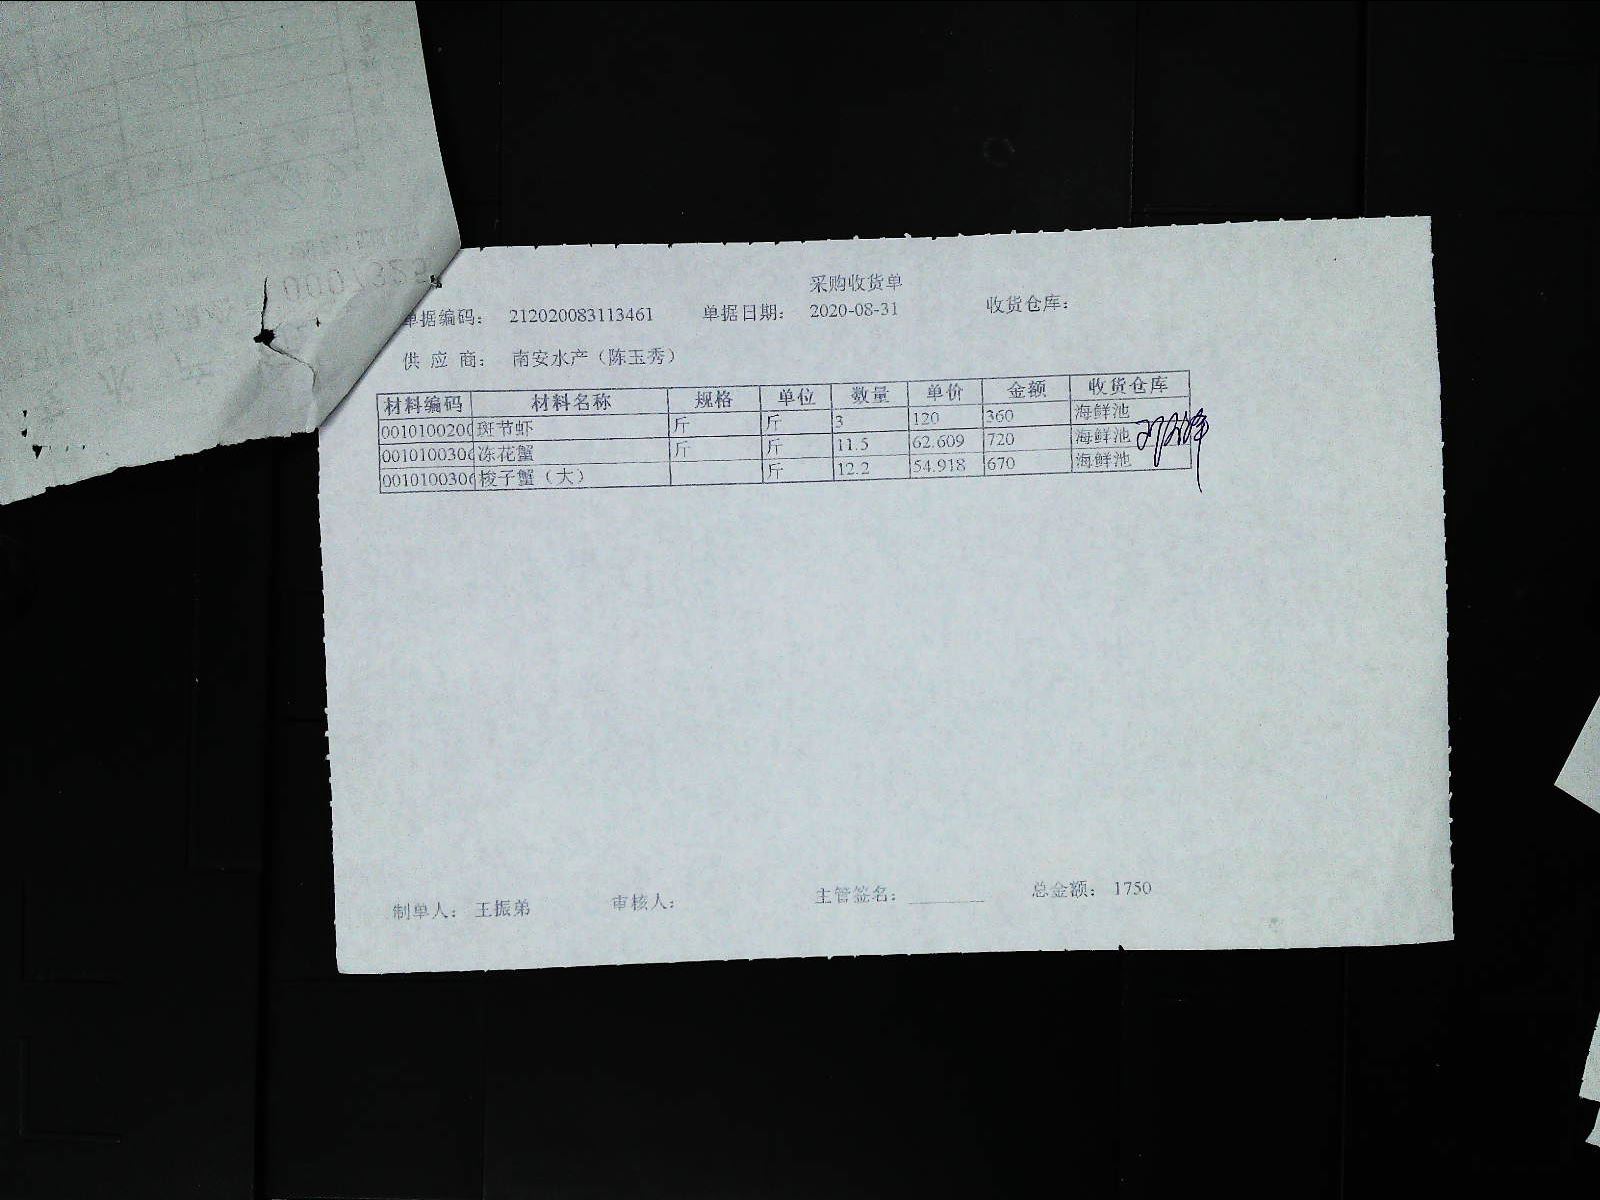 采购收货单
单据编码： 212020083113461 单据日期： 2020-08-31 收货仓库：
供 应 商： 南安水产（陈玉秀）
材料编码 材料名称 规格 单位 数量 单价 金额 收货仓库
0010100200 斑节虾 斤 斤 3 120 360 海鲜池
001010030 冻花蟹 斤 斤 11.5 62.609 720 海鲜池
001010030 梭子蟹（大） 斤 12.2 54.918 670 海鲜池
制单人： 王振弟 审核人： 主管签名： 总金额： 1750